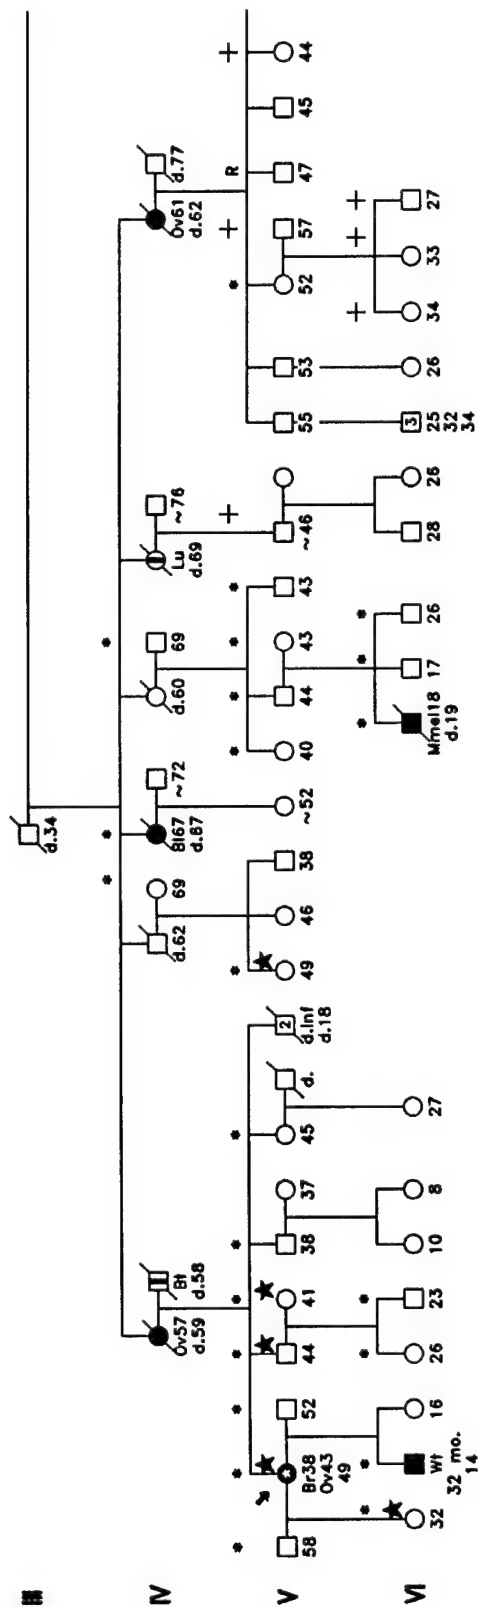 III
d.34
IV
Ov57
d.59
Bt
d.58
d.62
69
Bl67
d.67
~72
d.60
69
Lu
d.69
~76
Ov61
d.62
d.77
R
V
58
Br38
Ov43
49
52
44
41
38
37
45
d.
2
d.inf
d.18
49
46
38
~52
40
44
43
43
~46
55
53
52
57
47
45
44
VI
32
Wt
32 mo.
14
16
26
23
10
8
27
Mmel18
d.19
17
26
28
26
3
25
32
34
26
34
33
27